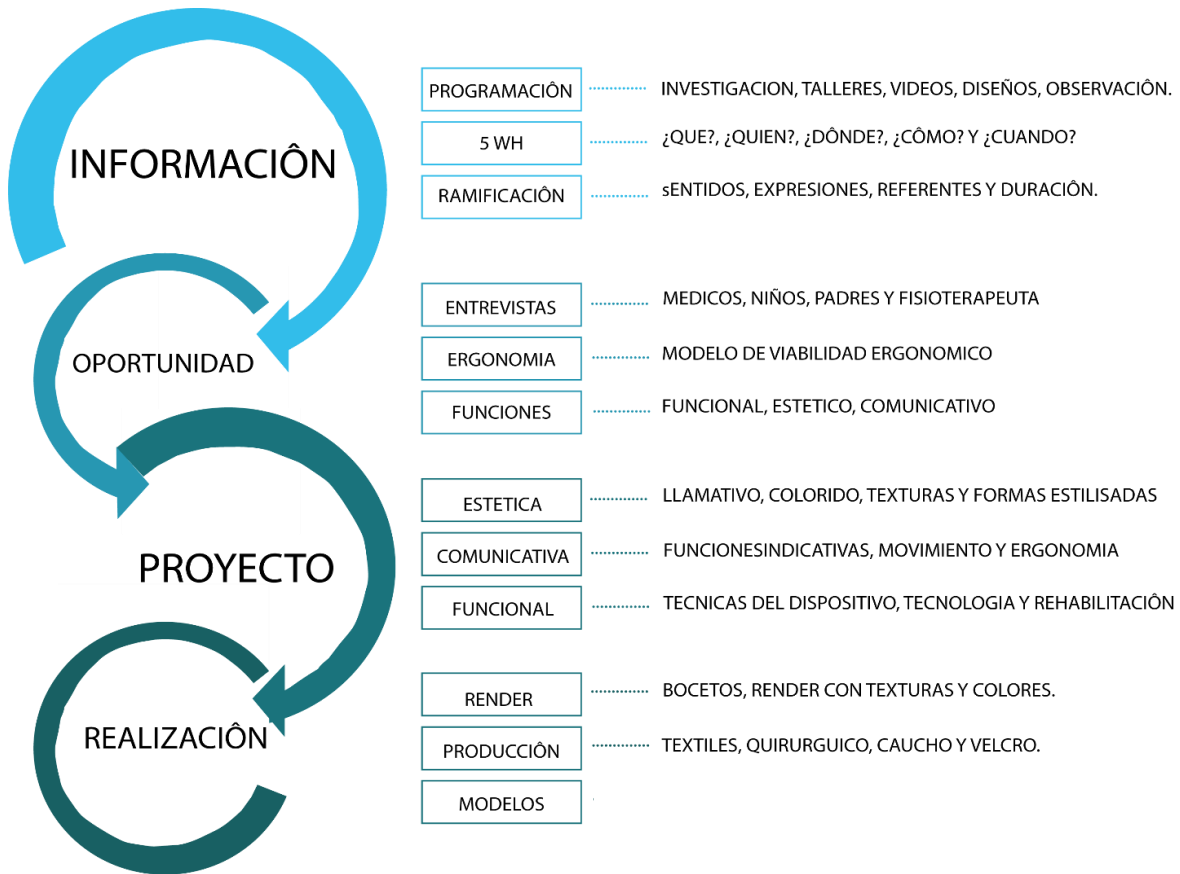 INFORMACIÔN
PROGRAMACIÔN INVESTIGACION, TALLERES, VIDEOS, DISEÑOS, OBSERVACIÔN.
5 WH ¿QUE?, ¿QUIEN?, ¿DÔNDE?, ¿CÔMO? Y ¿CUANDO?
RAMIFICACIÔN sENTIDOS, EXPRESIONES, REFERENTES Y DURACIÔN.
OPORTUNIDAD
ENTREVISTAS MEDICOS, NIÑOS, PADRES Y FISIOTERAPEUTA
ERGONOMIA MODELO DE VIABILIDAD ERGONOMICO
FUNCIONES FUNCIONAL, ESTETICO, COMUNICATIVO
PROYECTO
ESTETICA LLAMATIVO, COLORIDO, TEXTURAS Y FORMAS ESTILISADAS
COMUNICATIVA FUNCIONESINDICATIVAS, MOVIMIENTO Y ERGONOMIA
FUNCIONAL TECNICAS DEL DISPOSITIVO, TECNOLOGIA Y REHABILITACIÔN
REALIZACIÔN
RENDER BOCETOS, RENDER CON TEXTURAS Y COLORES.
PRODUCCIÔN TEXTILES, QUIRURGUICO, CAUCHO Y VELCRO.
MODELOS